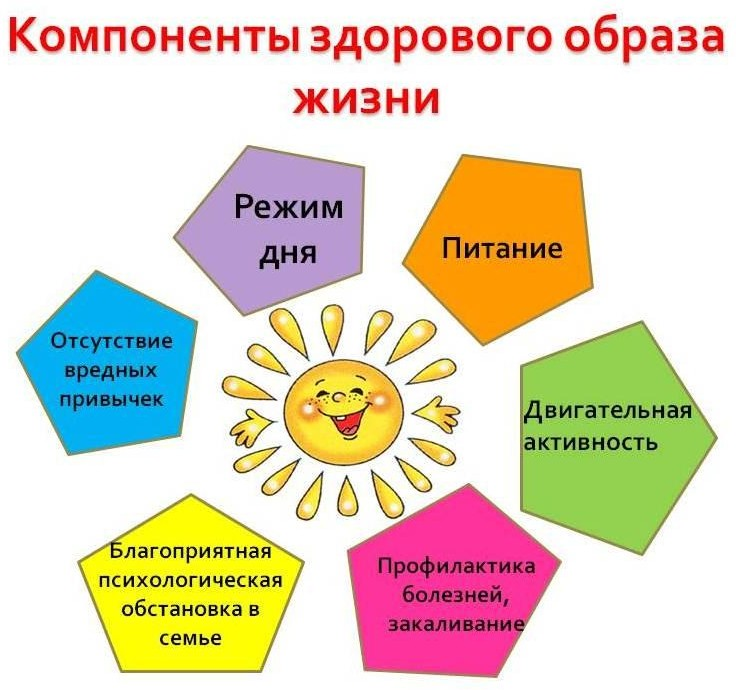 Компоненты здорового образа
жизни
Режим
дня
Питание
Отсутствие
вредных
привычек
Двигательная
активность
Благоприятная
психологическая
обстановка в
семье
Профилактика
болезней,
закаливание